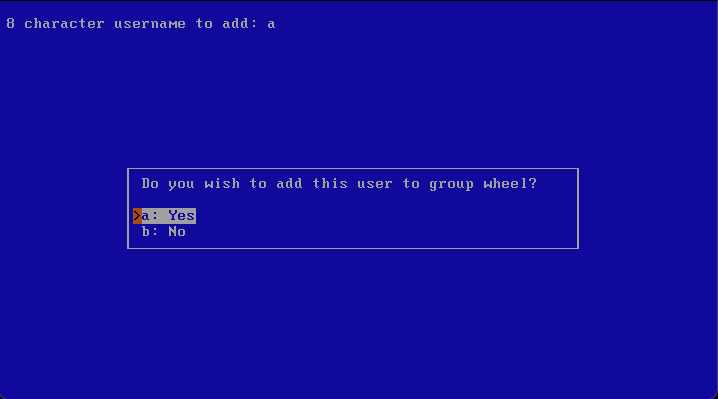 8 character username to add: a
Do you wish to add this user to group wheel?
>a: Yes
b: No